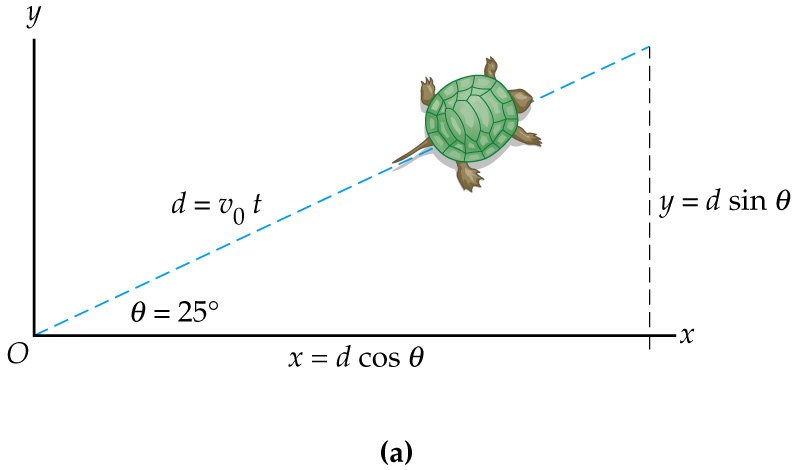 y
d = v₀ t
y = d sin θ
θ = 25°
O
x
x = d cos θ
(a)